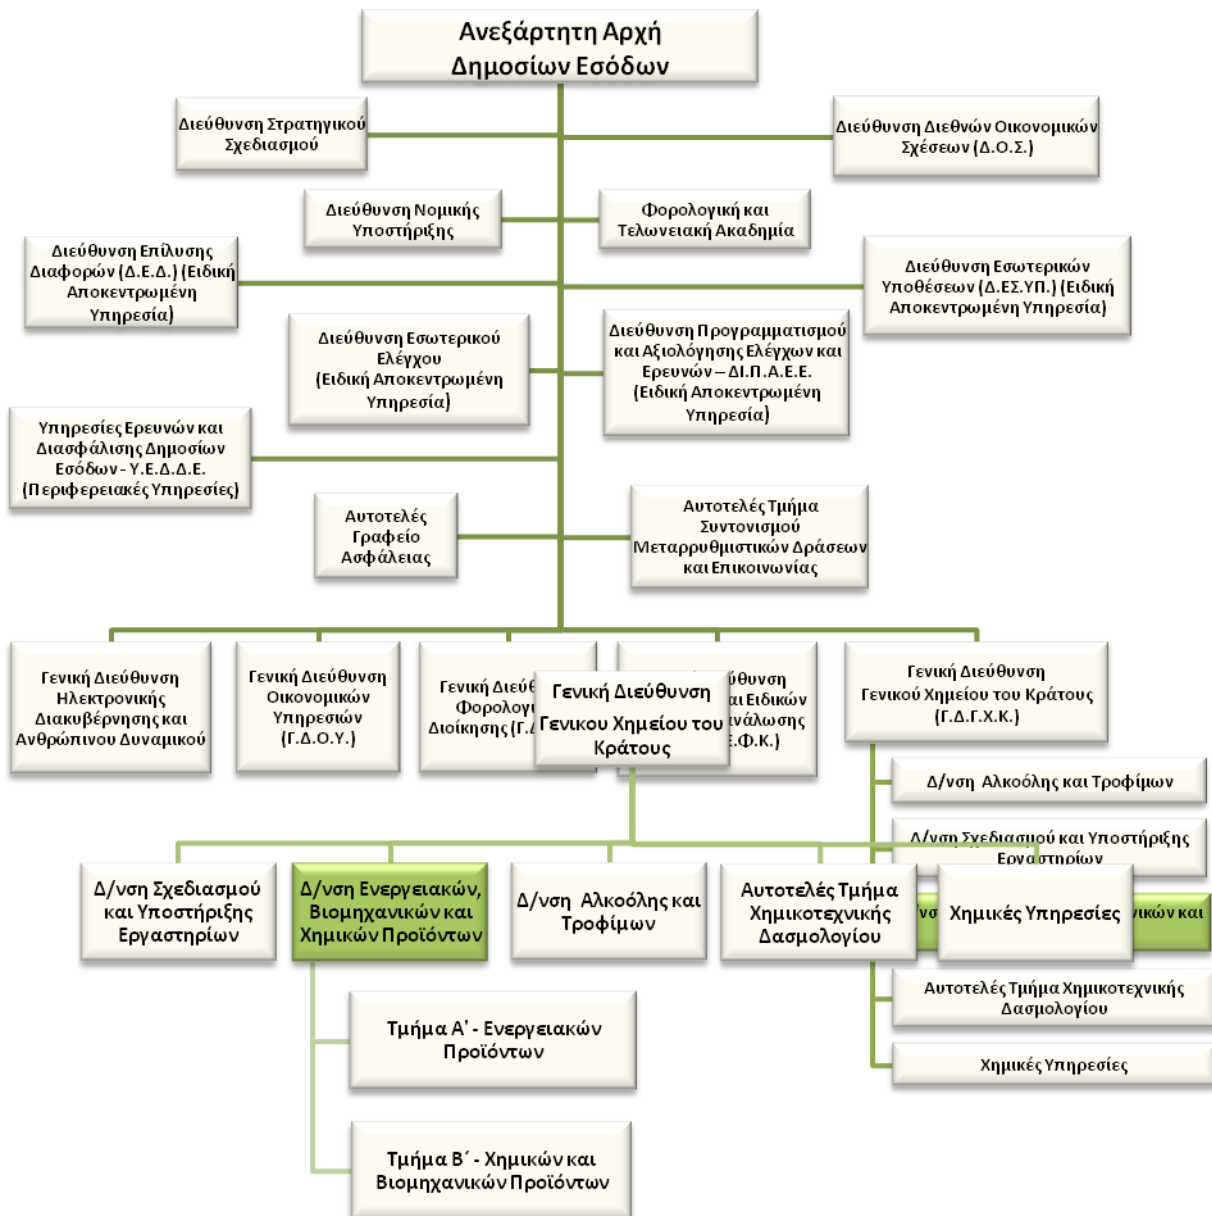 Ανεξάρτητη Αρχή
Δημοσίων Εσόδων
Διεύθυνση Στρατηγικού
Σχεδιασμού
Διεύθυνση Διεθνών Οικονομικών
Σχέσεων (Δ.Ο.Σ.)
Διεύθυνση Νομικής
Υποστήριξης
Φορολογική και
Τελωνειακή Ακαδημία
Διεύθυνση Επίλυσης
Διαφορών (Δ.Ε.Δ.) (Ειδική
Αποκεντρωμένη
Υπηρεσία)
Διεύθυνση Εσωτερικών
Υποθέσεων (Δ.ΕΣ.ΥΠ.) (Ειδική
Αποκεντρωμένη Υπηρεσία)
Διεύθυνση Εσωτερικού
Ελέγχου
(Ειδική Αποκεντρωμένη
Υπηρεσία)
Διεύθυνση Προγραμματισμού
και Αξιολόγησης Ελέγχων και
Ερευνών – ΔΙ.Π.Α.Ε.Ε.
(Ειδική Αποκεντρωμένη
Υπηρεσία)
Υπηρεσίες Ερευνών και
Διασφάλισης Δημοσίων
Εσόδων - Υ.Ε.Δ.Δ.Ε.
(Περιφερειακές Υπηρεσίες)
Αυτοτελές
Γραφείο
Ασφάλειας
Αυτοτελές Τμήμα
Συντονισμού
Μεταρρυθμιστικών Δράσεων
και Επικοινωνίας
Γενική Διεύθυνση
Ηλεκτρονικής
Διακυβέρνησης και
Ανθρώπινου Δυναμικού
Γενική Διεύθυνση
Οικονομικών
Υπηρεσιών
(Γ.Δ.Ο.Υ.)
Γενική
Διοίκησης
και Ειδικών
Γενική Διεύθυνση
Γενικου Χημείου του
Κράτους
Γενική Διεύθυνση
Γενικού Χημείου του Κράτους
(Γ.Δ.Γ.Χ.Κ.)
Δ/νση Αλκοόλης και Τροφίμων
Δ/νση Σχεδιασμού και Υποστήριξης
Εργαστηρίων
και
Αυτοτελές Τμήμα Χημικοτεχνικής
Δασμολογίου
Χημικές Υπηρεσίες
Δ/νση Σχεδιασμού
και Υποστήριξης
Εργαστηρίων
Δ/νση Ενεργειακών,
Βιομηχανικών και
Χημικών Προϊόντων
Δ/νση Αλκοόλης και
Τροφίμων
Αυτοτελές Τμήμα
Χημικοτεχνικής
Δασμολογίου
Χημικές Υπηρεσίες
Τμήμα Α' - Ενεργειακών
Προϊόντων
Τμήμα Β΄ - Χημικών και
Βιομηχανικών Προϊόντων